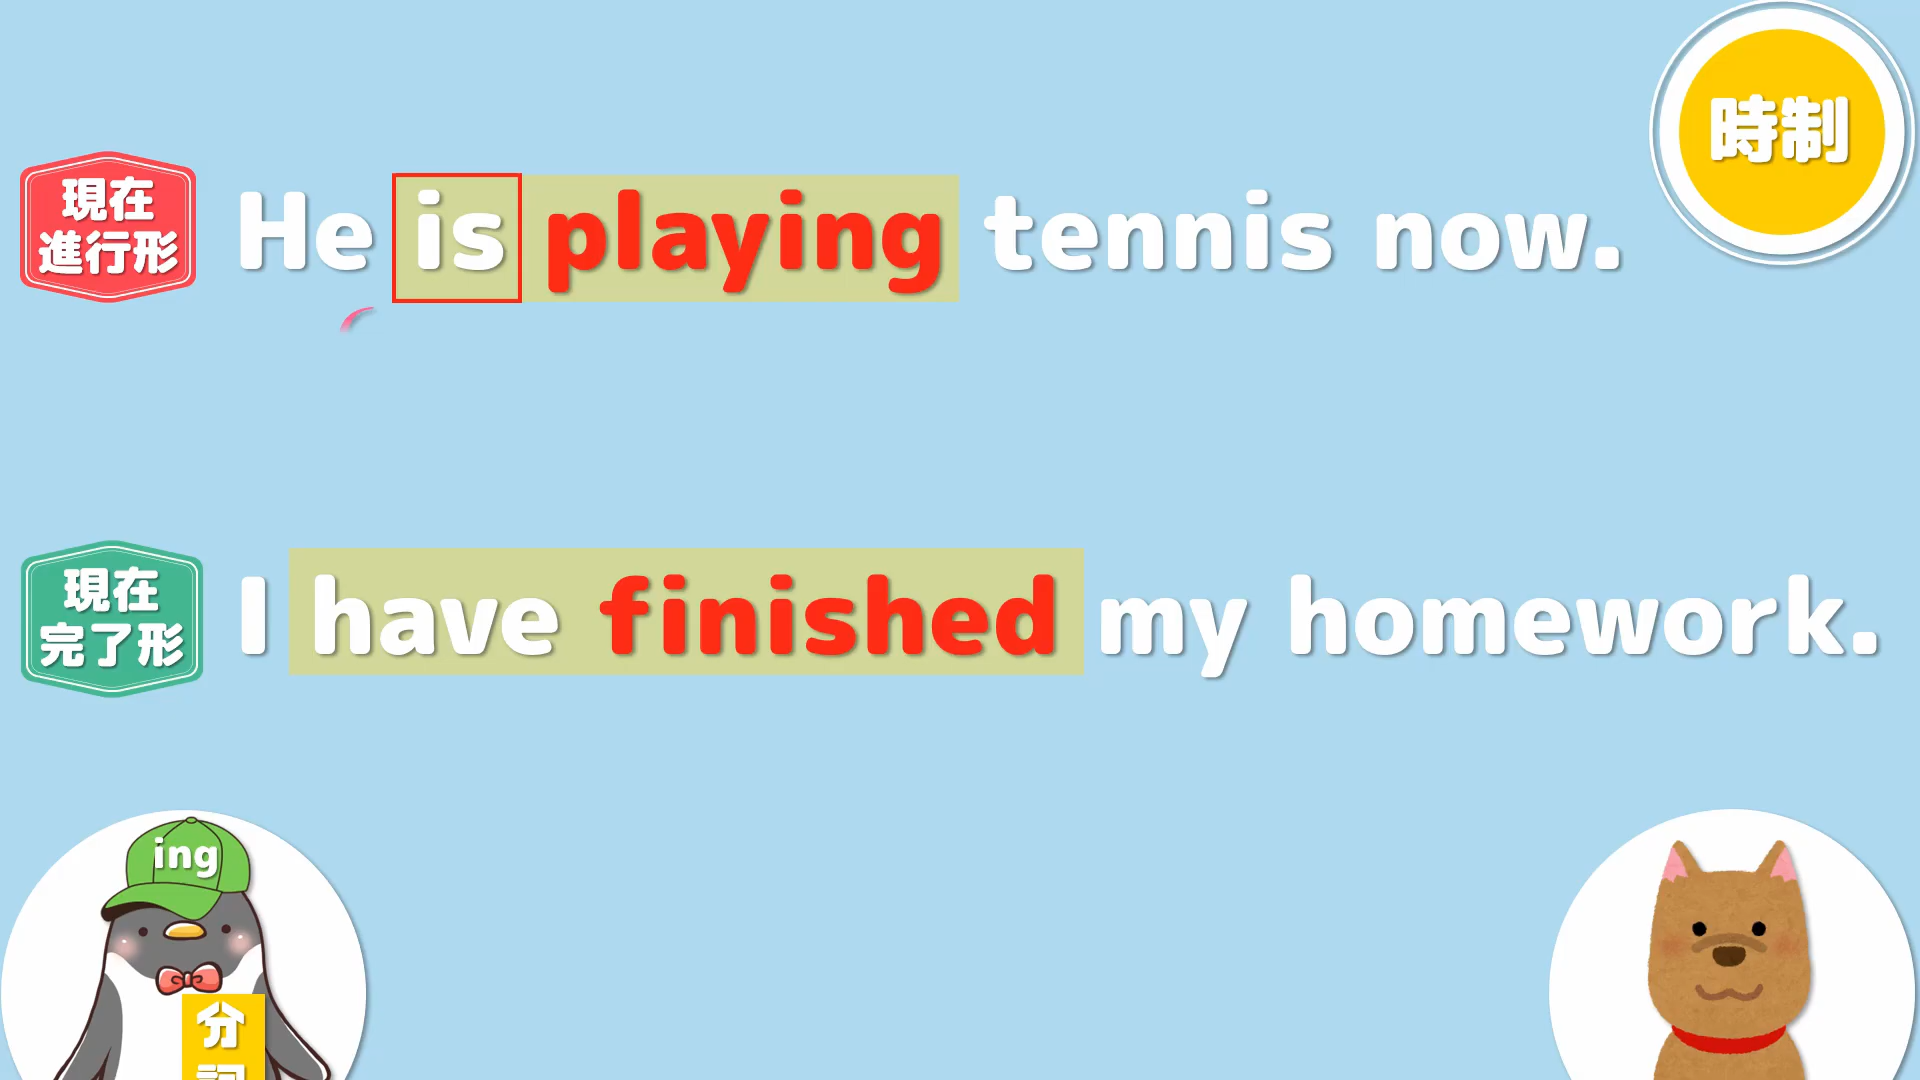 時制
現在
進行形
He is playing tennis now.
現在
完了形
I have finished my homework.
ing
分